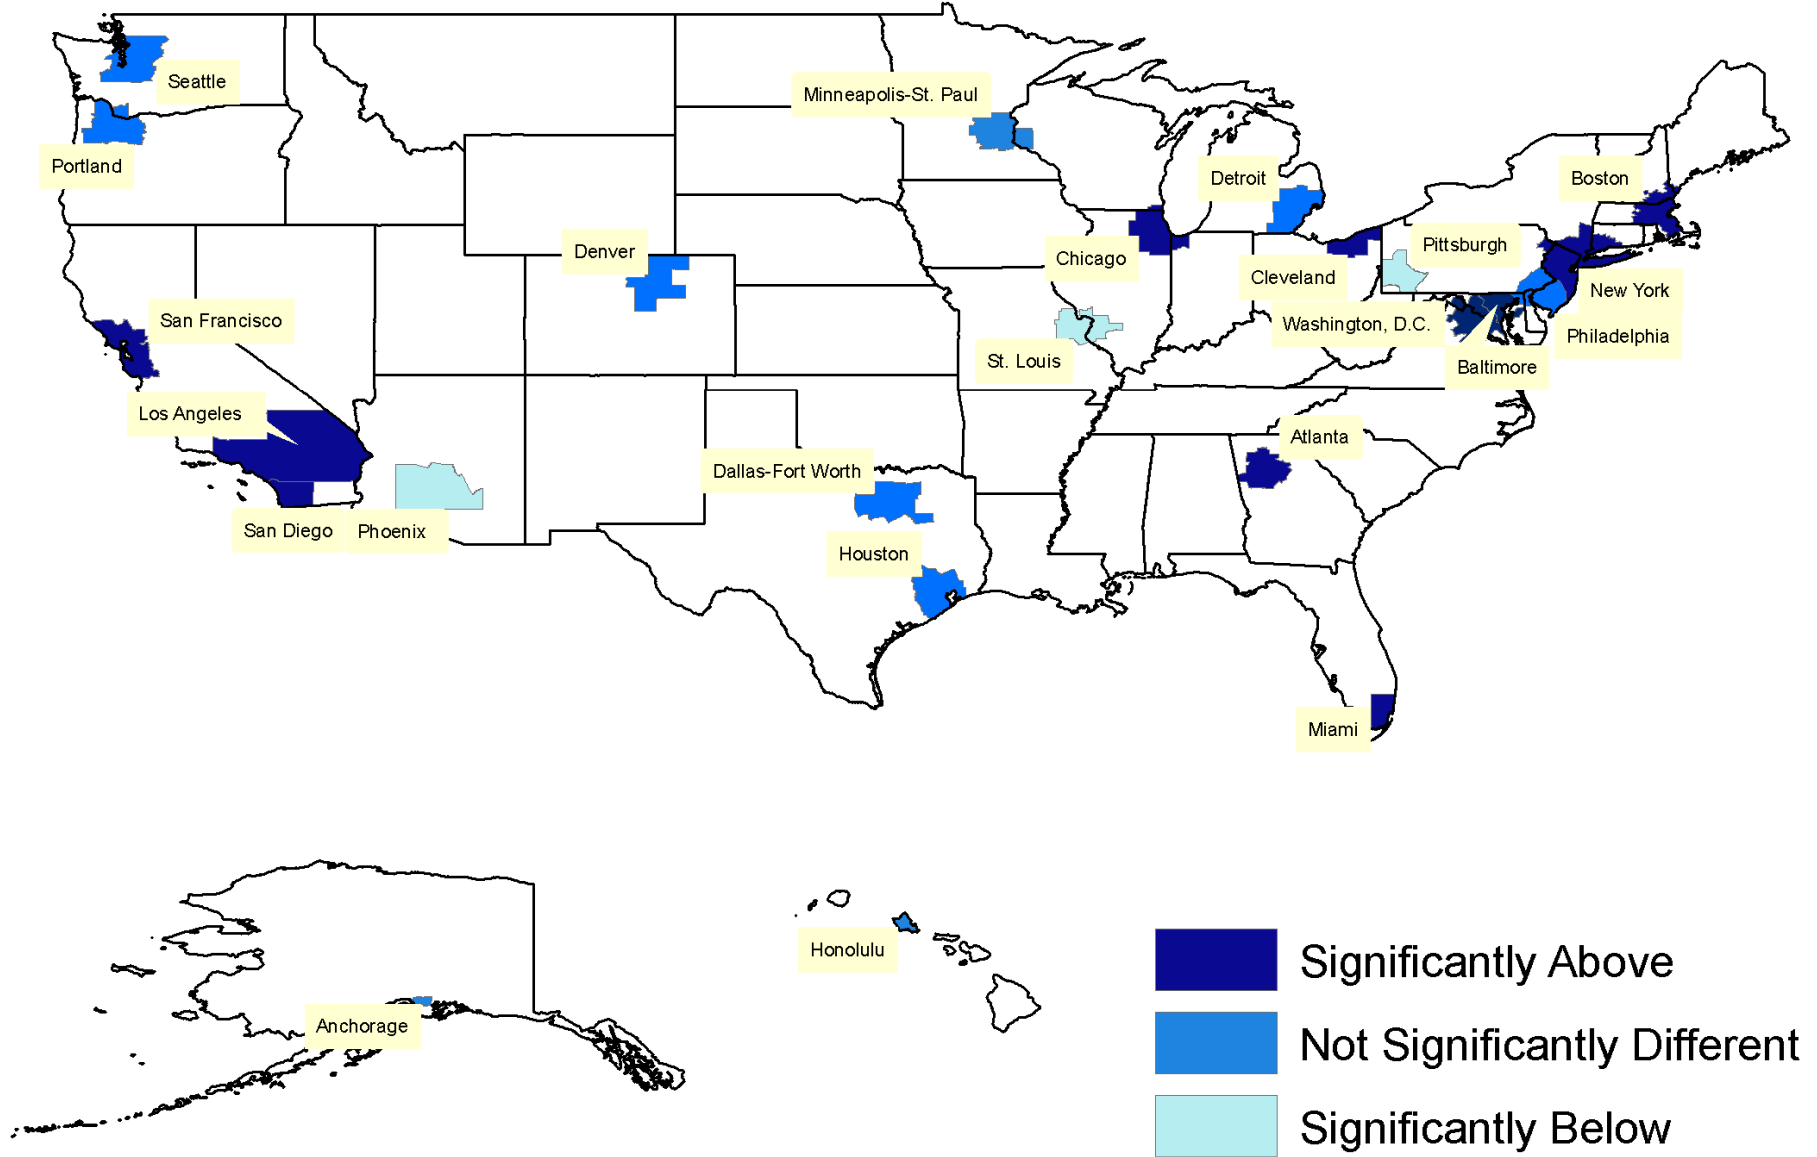 Seattle
Minneapolis-St. Paul
Portland
Detroit
Boston
Denver
Chicago
Pittsburgh
Cleveland
New York
San Francisco
Washington, D.C.
Philadelphia
St. Louis
Baltimore
Los Angeles
Atlanta
Dallas-Fort Worth
San Diego
Phoenix
Houston
Miami
Honolulu
Anchorage
Significantly Above
Not Significantly Different
Significantly Below